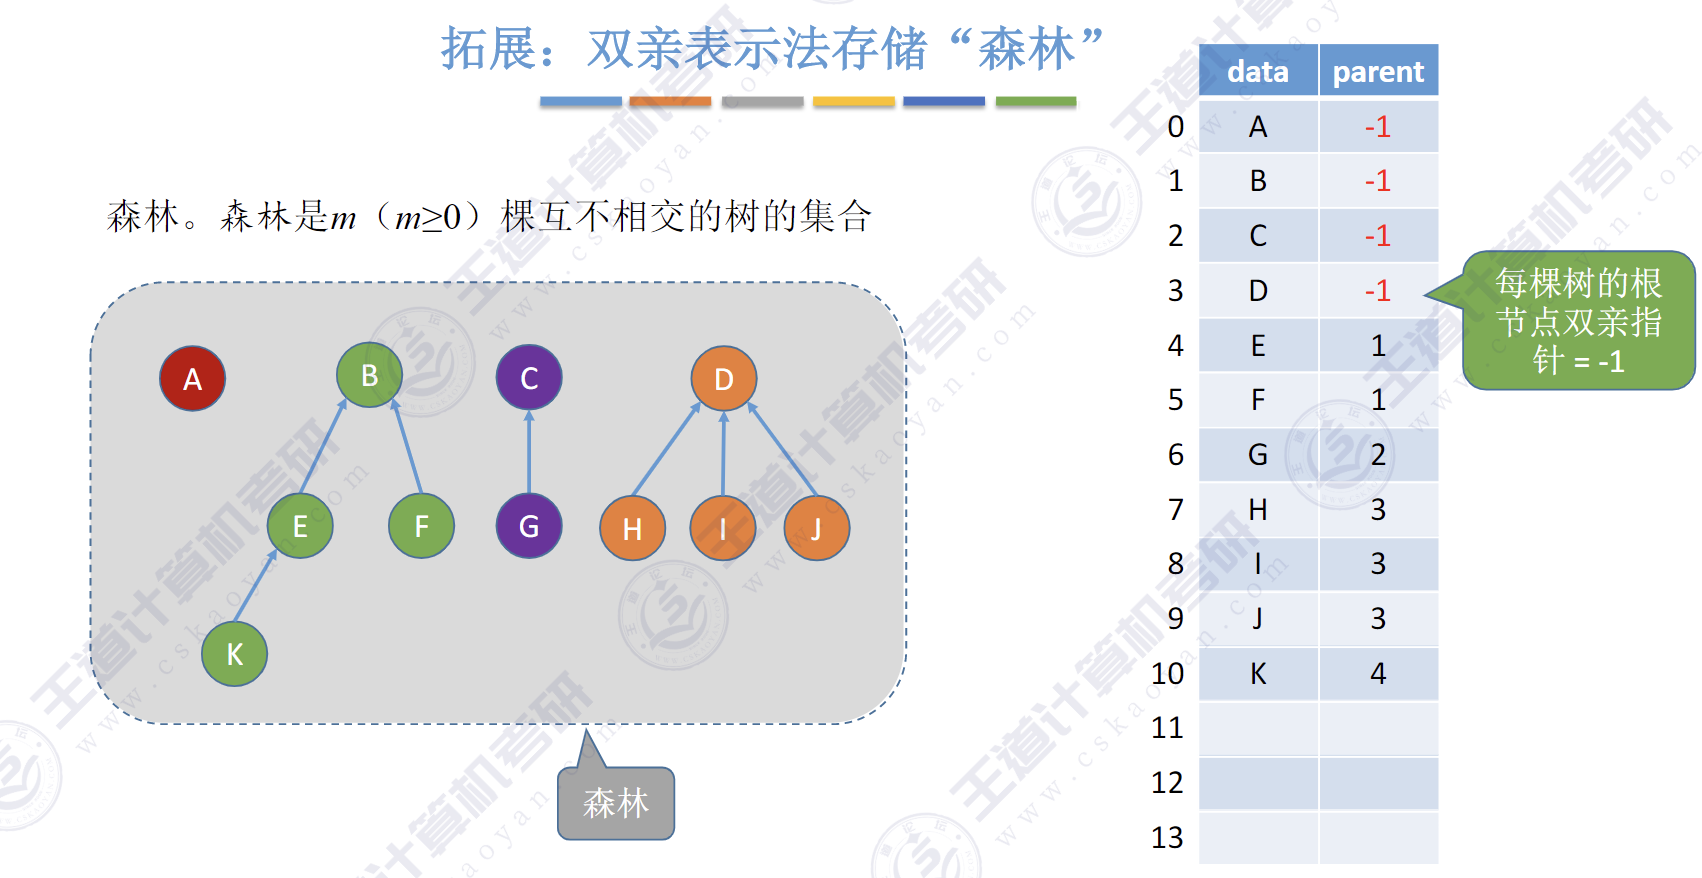 拓展：双亲表示法存储“森林”
森林。森林是m（m≥0）棵互不相交的树的集合
A
B
C
D
E
F
G
H
I
J
K
森林
data parent
0 A -1
1 B -1
2 C -1
3 D -1
4 E 1
5 F 1
6 G 2
7 H 3
8 I 3
9 J 3
10 K 4
11
12
13
每棵树的根
节点双亲指
针 = -1
王道计算机考研
www.cskaoyan.com